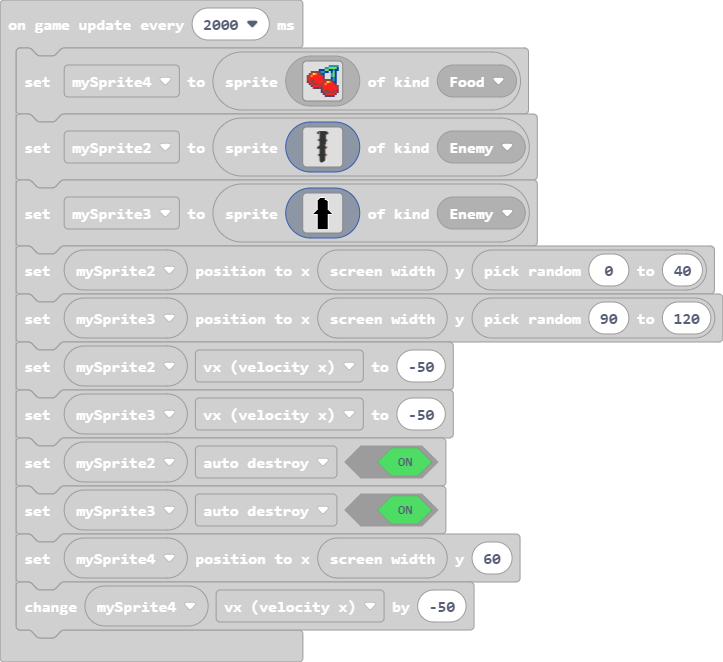 on game update every 2000 ms
set mySprite4 to sprite of kind Food
set mySprite2 to sprite of kind Enemy
set mySprite3 to sprite of kind Enemy
set mySprite2 position to x screen width y pick random 0 to 40
set mySprite3 position to x screen width y pick random 90 to 120
set mySprite2 vx (velocity x) to -50
set mySprite3 vx (velocity x) to -50
set mySprite2 auto destroy ON
set mySprite3 auto destroy ON
set mySprite4 position to x screen width y 60
change mySprite4 vx (velocity x) by -50